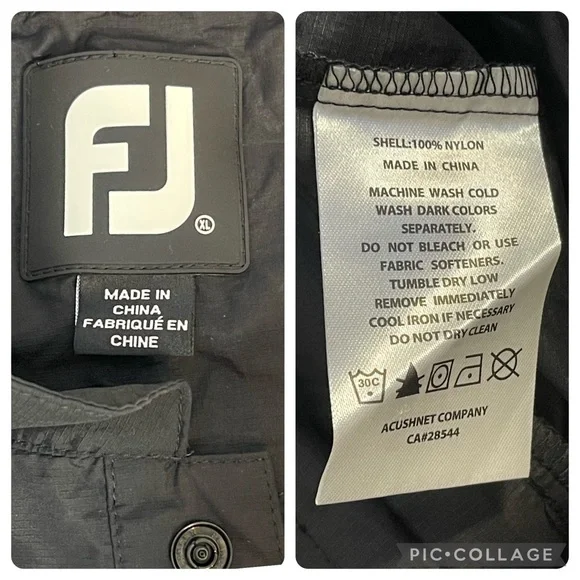 FJ
XL
MADE IN
CHINA
FABRIQUÉ EN
CHINE
SHELL:100% NYLON
MADE IN CHINA
MACHINE WASH COLD
WASH DARK COLORS
SEPARATELY.
DO NOT BLEACH OR USE
FABRIC SOFTENERS.
TUMBLE DRY LOW
REMOVE IMMEDIATELY
COOL IRON IF NECESSARY
DO NOT DRY CLEAN
30C
ACUSHNET COMPANY
CA#28544
PIC•COLLAGE